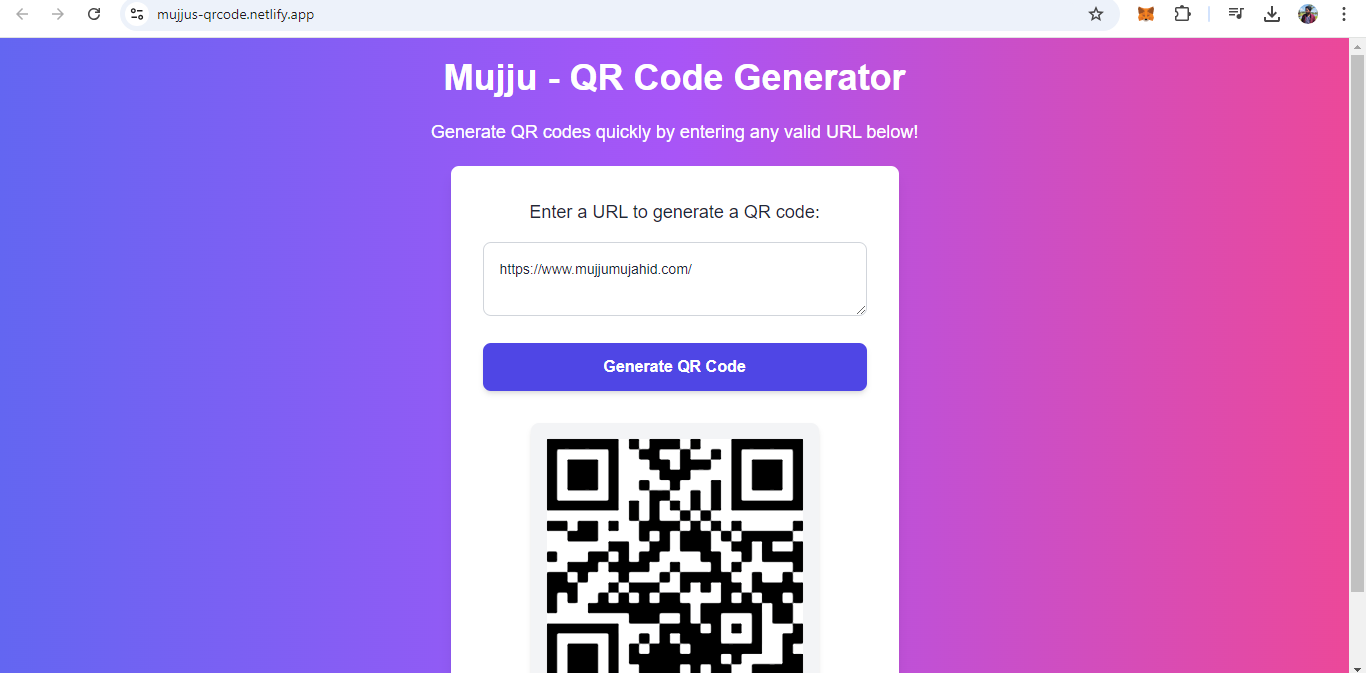 mujjus-qrcode.netlify.app
Mujju - QR Code Generator
Generate QR codes quickly by entering any valid URL below!
Enter a URL to generate a QR code:
https://www.mujjumujahid.com/
Generate QR Code